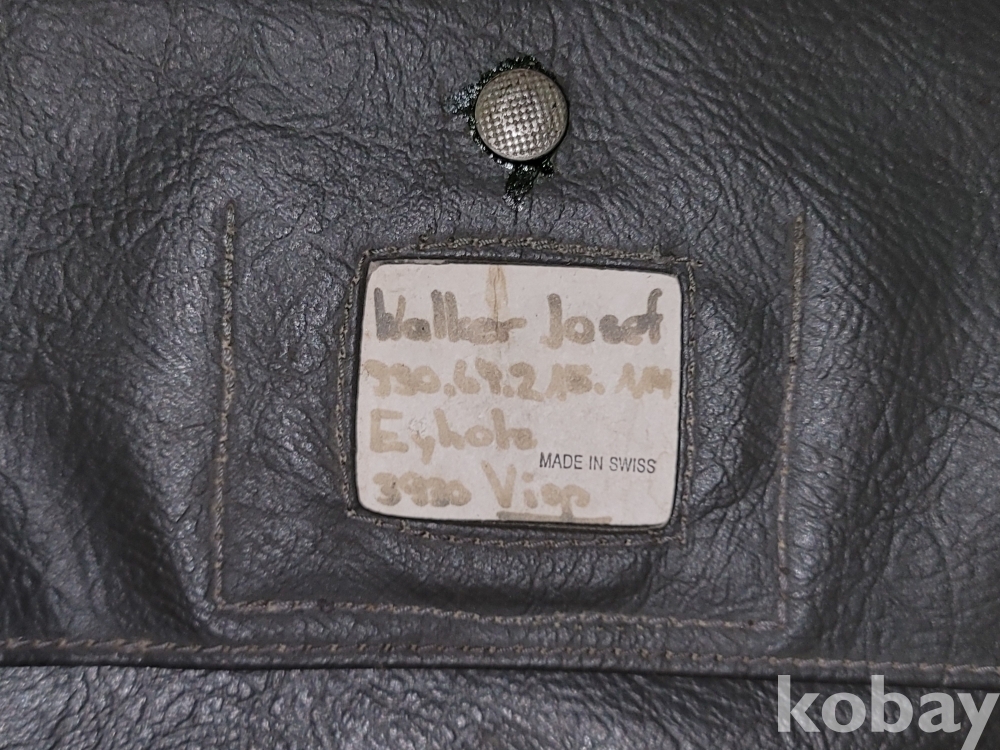 Walker Josef
Eyholz
MADE IN SWISS
3930 Visp
kobay